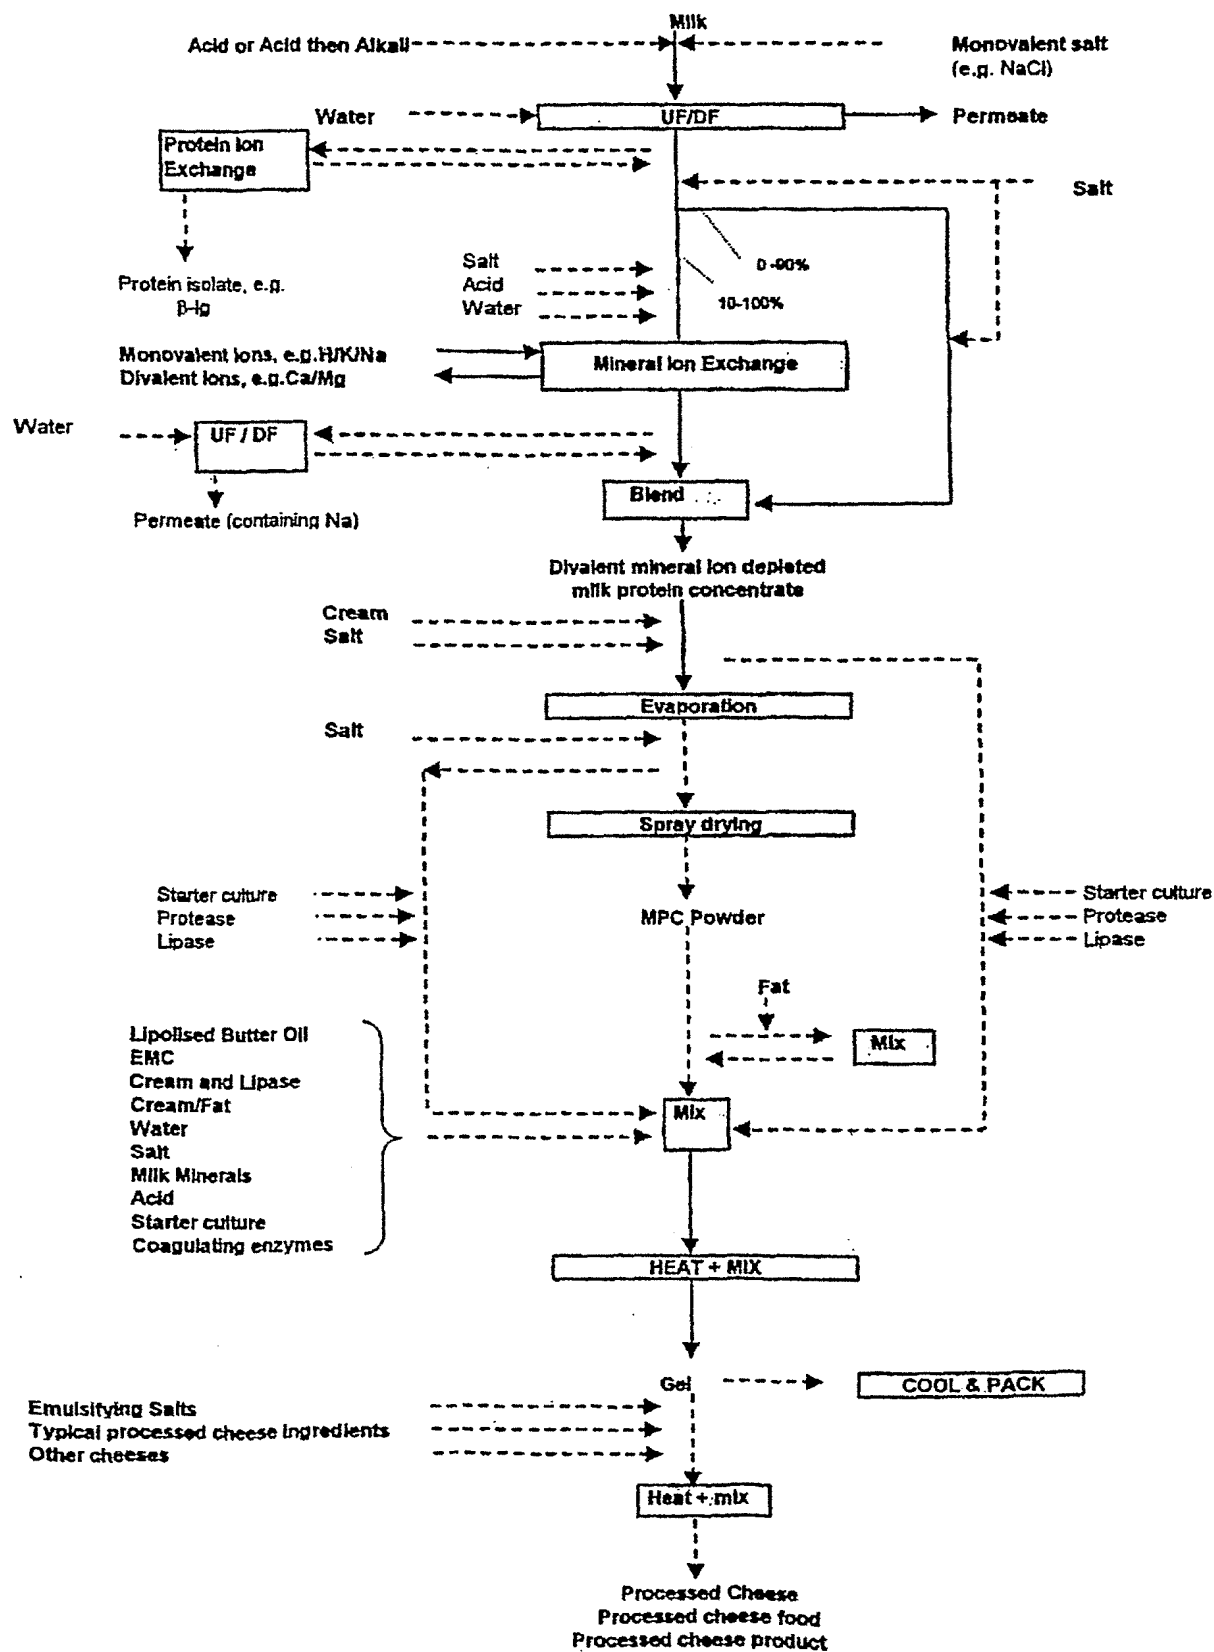 Milk
Acid or Acid then Alkali
Monovalent salt
(e.g. NaCl)
Water
UF/DF
Permeate
Protein Ion
Exchange
Salt
0 -90%
Salt
Acid
Water
10-100%
Protein isolate, e.g.
β-lg
Monovalent Ions, e.g.H/K/Na
Divalent Ions, e.g.Ca/Mg
Mineral Ion Exchange
Water
UF / DF
Blend
Permeate (containing Na)
Divalent mineral ion depleted
milk protein concentrate
Cream
Salt
Evaporation
Salt
Spray drying
Starter culture
Protease
Lipase
MPC Powder
Starter culture
Protease
Lipase
Fat
Mix
Lipolised Butter Oil
EMC
Cream and Lipase
Cream/Fat
Water
Salt
Milk Minerals
Acid
Starter culture
Coagulating enzymes
Mix
HEAT + MIX
Gel
COOL & PACK
Emulsifying Salts
Typical processed cheese ingredients
Other cheeses
Heat + mix
Processed Cheese
Processed cheese food
Processed cheese product